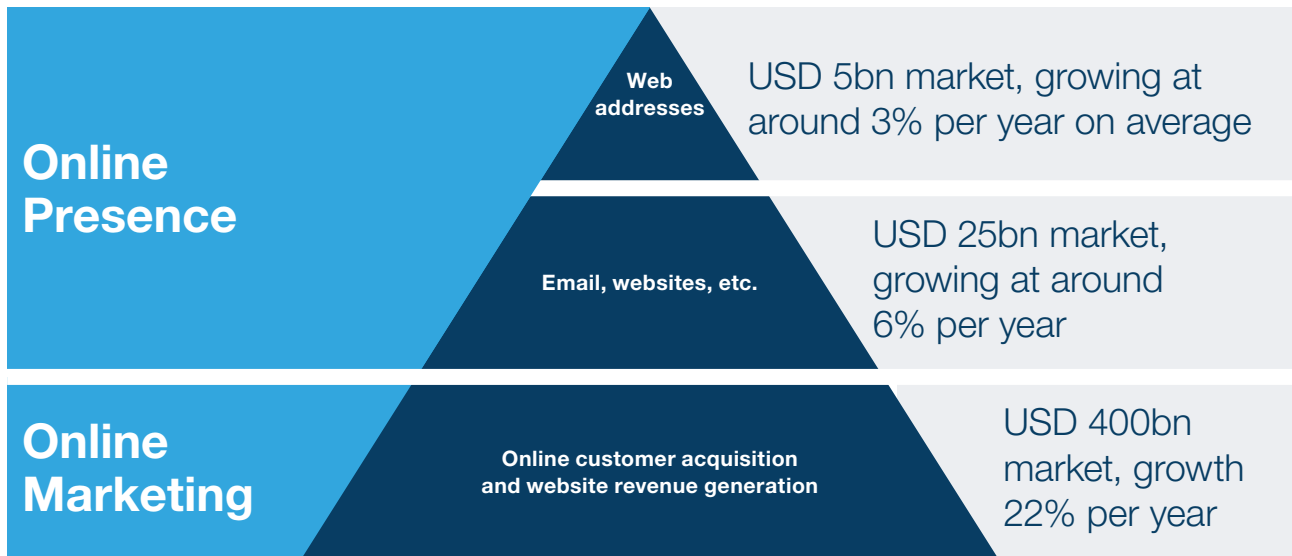 Online
Presence
Web
addresses
USD 5bn market, growing at
around 3% per year on average
Email, websites, etc.
USD 25bn market,
growing at around
6% per year
Online
Marketing
Online customer acquisition
and website revenue generation
USD 400bn
market, growth
22% per year